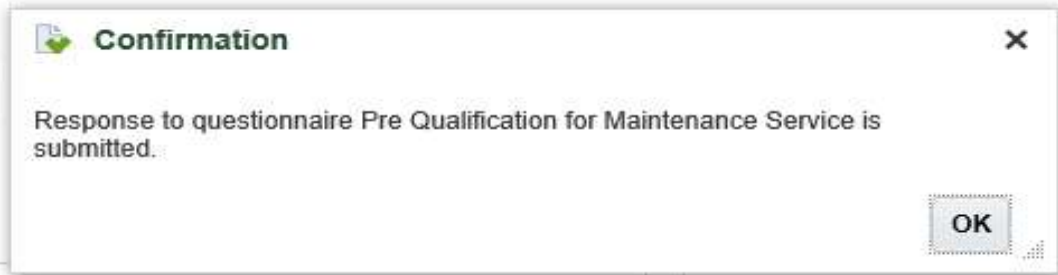 Confirmation
Response to questionnaire Pre Qualification for Maintenance Service is
submitted.
OK